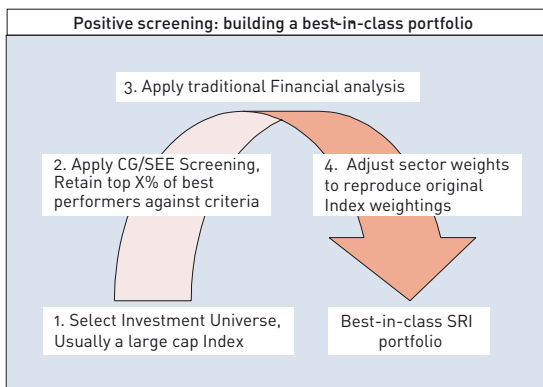 Positive screening: building a best-in-class portfolio
3. Apply traditional Financial analysis
2. Apply CG/SEE Screening,
Retain top X% of best
performers against criteria
4. Adjust sector weights
to reproduce original
Index weightings
1. Select Investment Universe,
Usually a large cap Index
Best-in-class SRI
portfolio